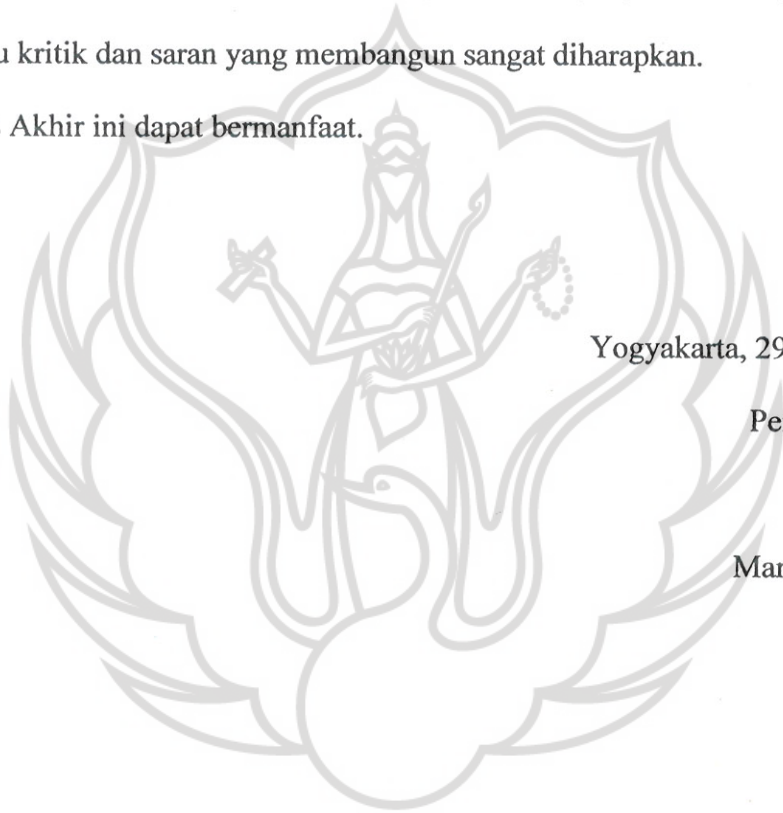 kritik dan saran yang membangun sangat diharapkan.
Akhir ini dapat bermanfaat.
Yogyakarta, 29
Pe
Mar